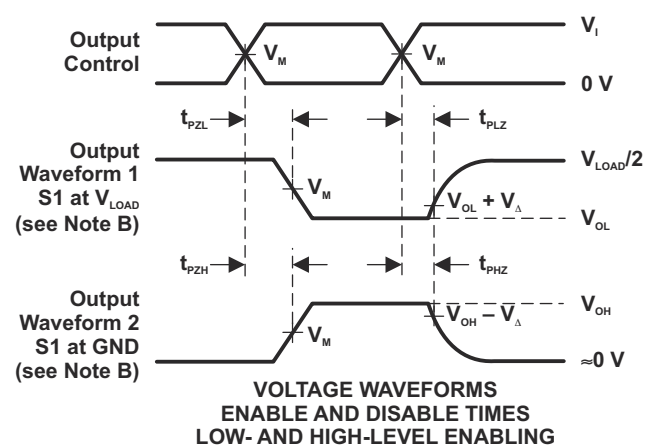 Output
Control
V_M
V_M
V_I
0 V
t_PZL
t_PLZ
Output
Waveform 1
S1 at V_LOAD
(see Note B)
V_M
V_LOAD/2
V_OL + V_Δ
V_OL
t_PZH
t_PHZ
Output
Waveform 2
S1 at GND
(see Note B)
V_M
V_OH
V_OH – V_Δ
≈0 V
VOLTAGE WAVEFORMS
ENABLE AND DISABLE TIMES
LOW- AND HIGH-LEVEL ENABLING